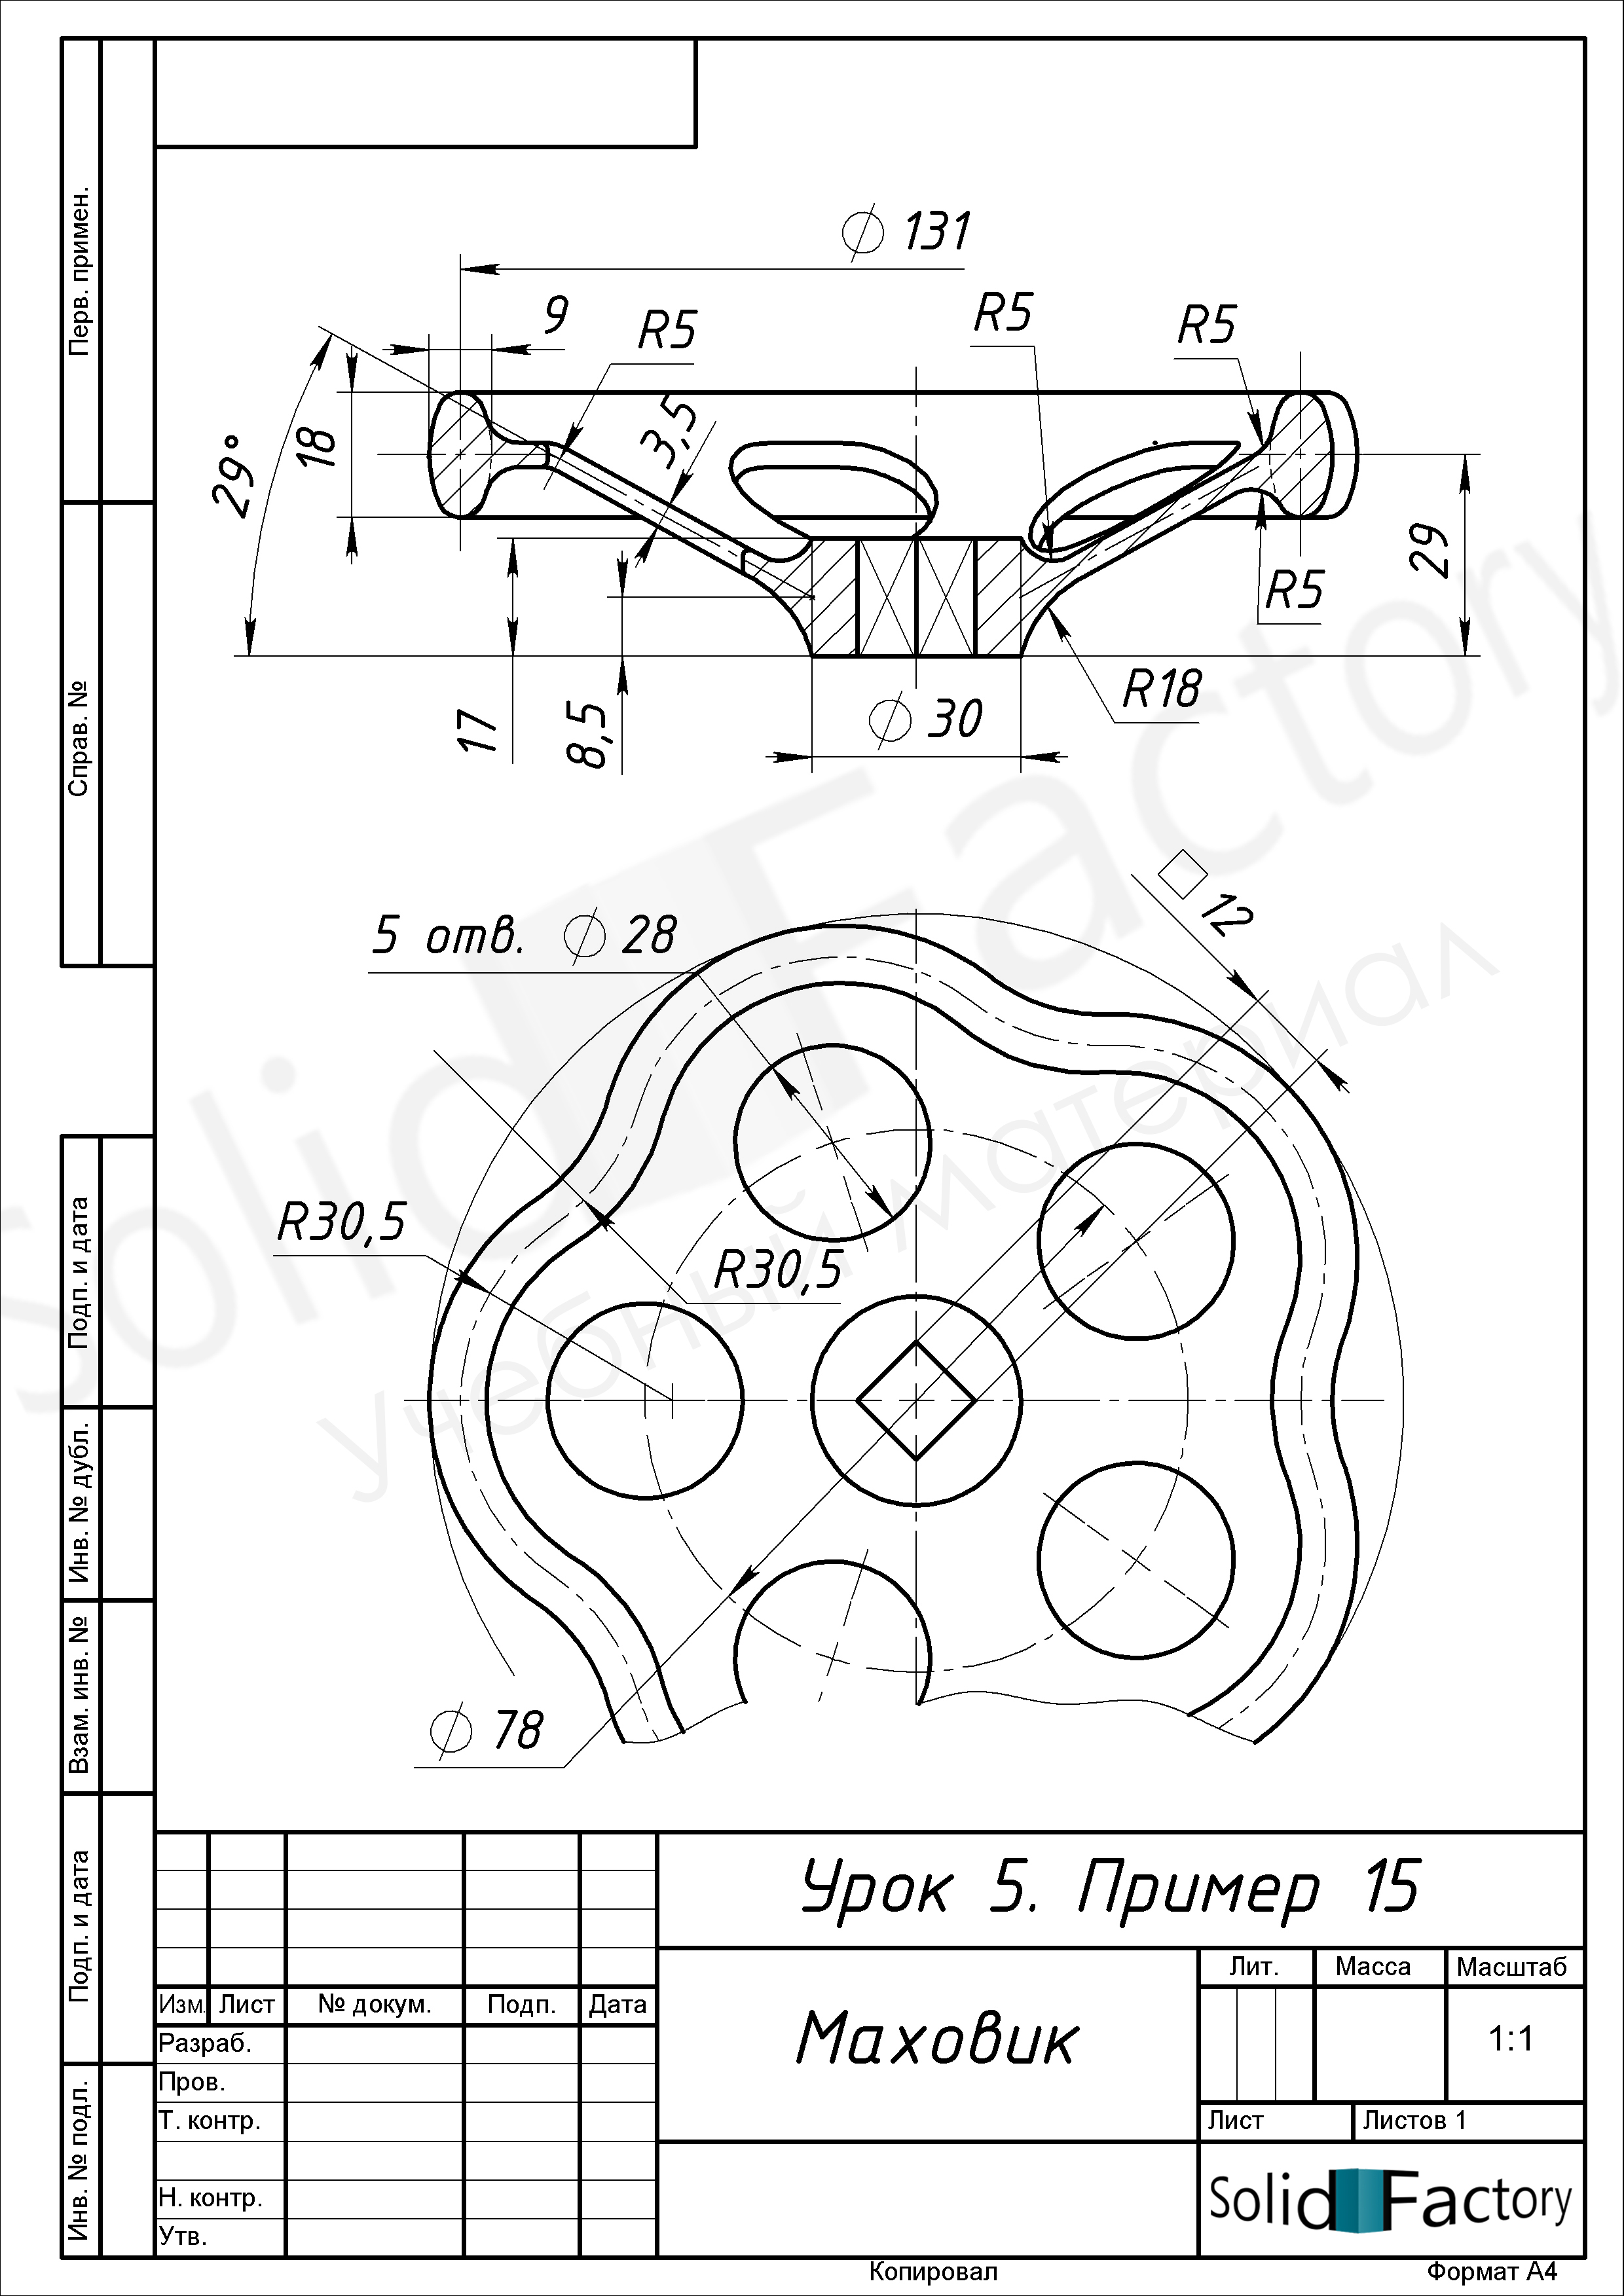 Перв. примен.
Справ. №
Подп. и дата
Инв. № дубл.
Взам. инв. №
Подп. и дата
Инв. № подл.
∅ 131
9
R5
R5
R5
3,5
18
29°
29
R5
R18
17
8,5
∅ 30
□ 12
5 отв. ∅ 28
R30,5
R30,5
∅ 78
Solid Factory
Учебный материал
Урок 5. Пример 15
Маховик
Лит. Масса Масштаб
1:1
Лист Листов 1
Изм. Лист № докум. Подп. Дата
Разраб.
Пров.
Т. контр.
Н. контр.
Утв.
Solid Factory
Копировал Формат А4